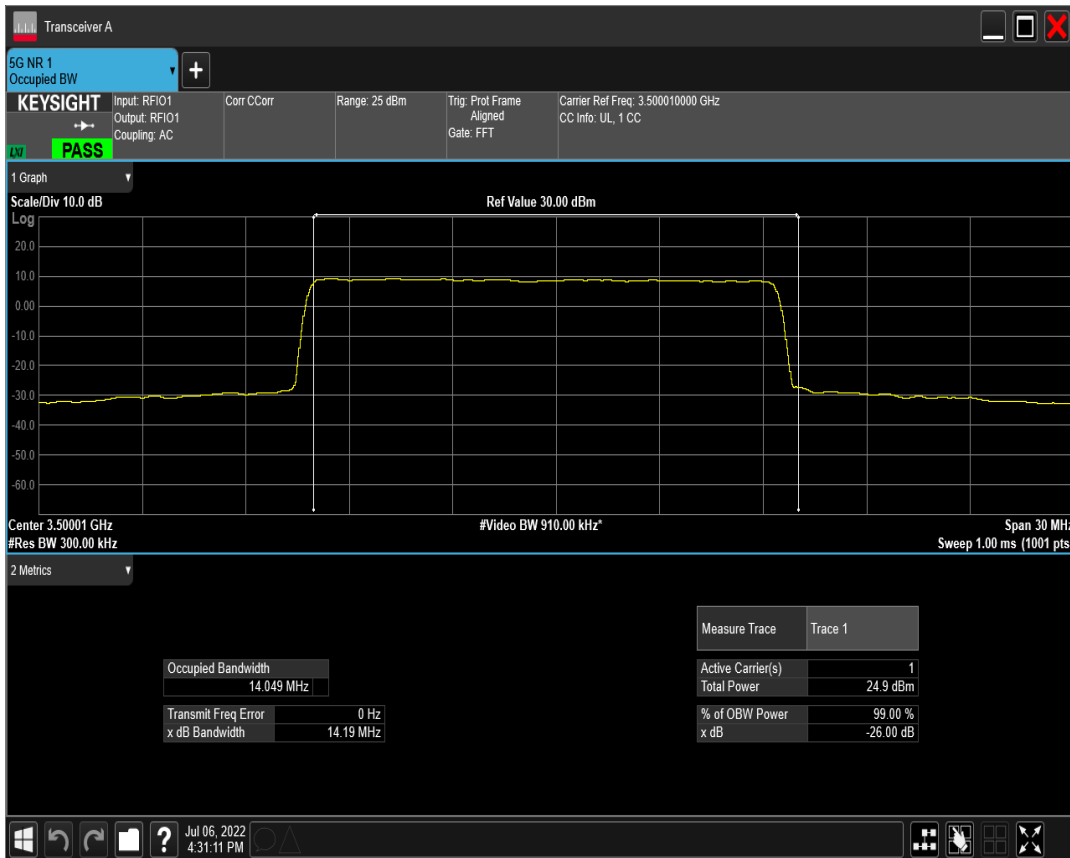 Transceiver A
5G NR 1
Occupied BW
KEYSIGHT
LXI
PASS
Input: RFIO1
Output: RFIO1
Coupling: AC
Corr CCorr
Range: 25 dBm
Trig: Prot Frame
Aligned
Gate: FFT
Carrier Ref Freq: 3.500010000 GHz
CC Info: UL, 1 CC
1 Graph
Scale/Div 10.0 dB
Ref Value 30.00 dBm
Log
20.0
10.0
0.00
-10.0
-20.0
-30.0
-40.0
-50.0
-60.0
Center 3.50001 GHz
#Video BW 910.00 kHz*
Span 30 MHz
#Res BW 300.00 kHz
Sweep 1.00 ms (1001 pts
2 Metrics
Measure Trace Trace 1
Occupied Bandwidth
14.049 MHz
Active Carrier(s) 1
Total Power 24.9 dBm
Transmit Freq Error 0 Hz
x dB Bandwidth 14.19 MHz
% of OBW Power 99.00 %
x dB -26.00 dB
Jul 06, 2022
4:31:11 PM